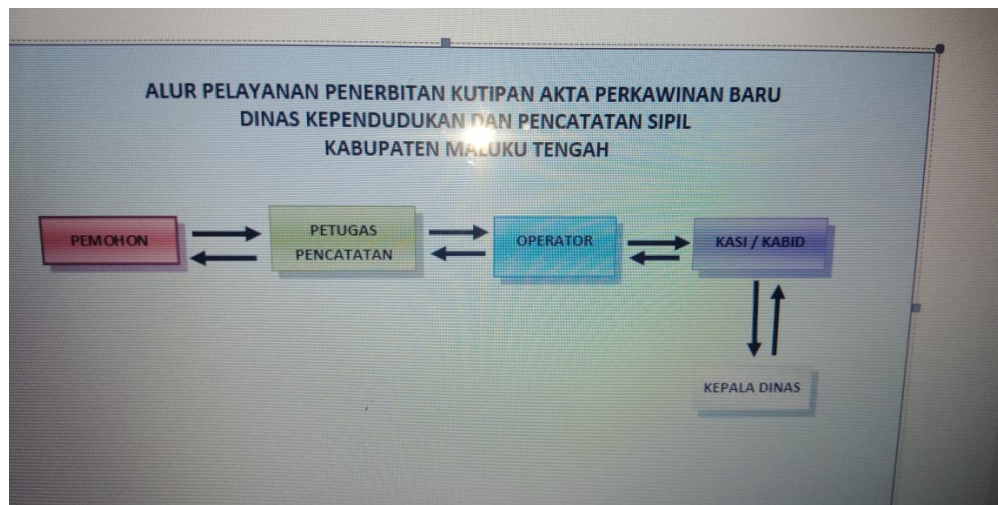 ALUR PELAYANAN PENERBITAN KUTIPAN AKTA PERKAWINAN BARU
DINAS KEPENDUDUKAN DAN PENCATATAN SIPIL
KABUPATEN MALUKU TENGAH
PEMOHON
PETUGAS
PENCATATAN
OPERATOR
KASI / KABID
KEPALA DINAS